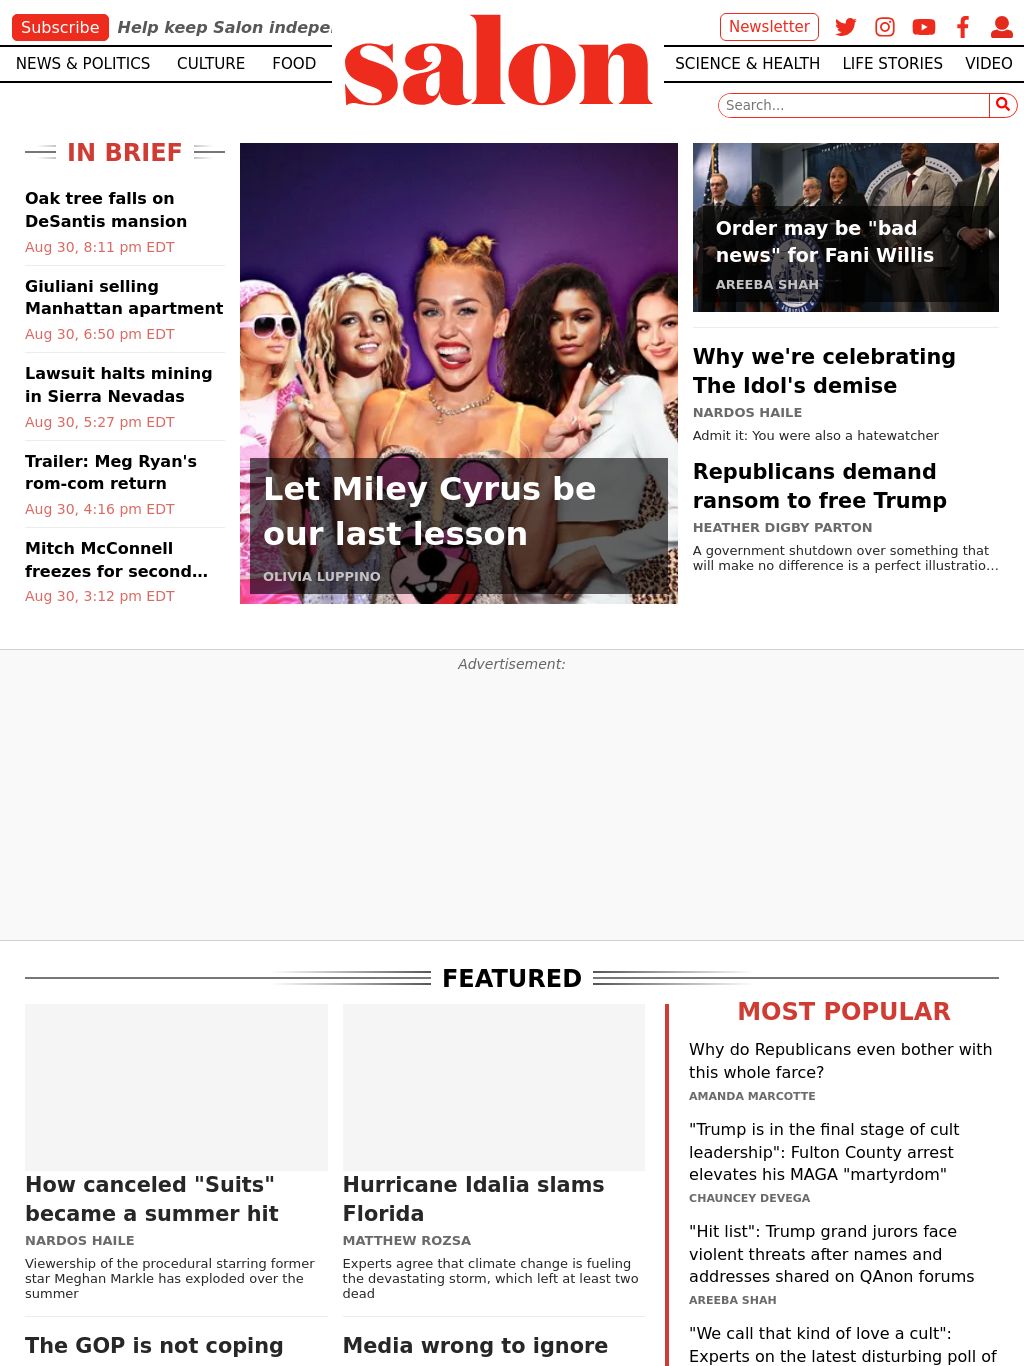 Subscribe
Help keep Salon indepe
salon
Newsletter
NEWS & POLITICS
CULTURE
FOOD
SCIENCE & HEALTH
LIFE STORIES
VIDEO
Search...
IN BRIEF
Oak tree falls on
DeSantis mansion
Aug 30, 8:11 pm EDT
Giuliani selling
Manhattan apartment
Aug 30, 6:50 pm EDT
Lawsuit halts mining
in Sierra Nevadas
Aug 30, 5:27 pm EDT
Trailer: Meg Ryan's
rom-com return
Aug 30, 4:16 pm EDT
Mitch McConnell
freezes for second...
Aug 30, 3:12 pm EDT
Let Miley Cyrus be
our last lesson
OLIVIA LUPPINO
Order may be "bad
news" for Fani Willis
AREEBA SHAH
Why we're celebrating
The Idol's demise
NARDOS HAILE
Admit it: You were also a hatewatcher
Republicans demand
ransom to free Trump
HEATHER DIGBY PARTON
A government shutdown over something that
will make no difference is a perfect illustratio...
Advertisement:
FEATURED
How canceled "Suits"
became a summer hit
NARDOS HAILE
Viewership of the procedural starring former
star Meghan Markle has exploded over the
summer
The GOP is not coping
Hurricane Idalia slams
Florida
MATTHEW ROZSA
Experts agree that climate change is fueling
the devastating storm, which left at least two
dead
Media wrong to ignore
MOST POPULAR
Why do Republicans even bother with
this whole farce?
AMANDA MARCOTTE
"Trump is in the final stage of cult
leadership": Fulton County arrest
elevates his MAGA "martyrdom"
CHAUNCEY DEVEGA
"Hit list": Trump grand jurors face
violent threats after names and
addresses shared on QAnon forums
AREEBA SHAH
"We call that kind of love a cult":
Experts on the latest disturbing poll of